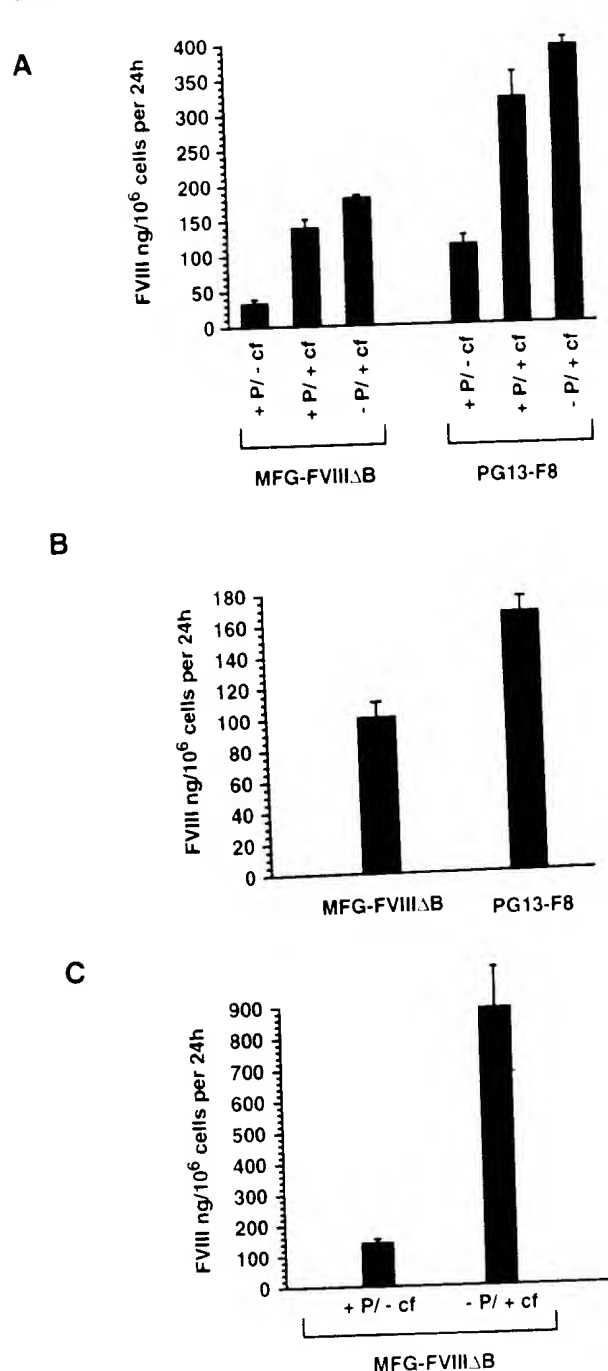 A
FVIII ng/10⁶ cells per 24h
400
350
300
250
200
150
100
50
0
+ P/ - cf
+ P/ + cf
- P/ + cf
+ P/ - cf
+ P/ + cf
- P/ + cf
MFG-FVIII∆B
PG13-F8
B
FVIII ng/10⁶ cells per 24h
180
160
140
120
100
80
60
40
20
0
MFG-FVIII∆B
PG13-F8
C
FVIII ng/10⁶ cells per 24h
900
800
700
600
500
400
300
200
100
0
+ P/ - cf
- P/ + cf
MFG-FVIII∆B